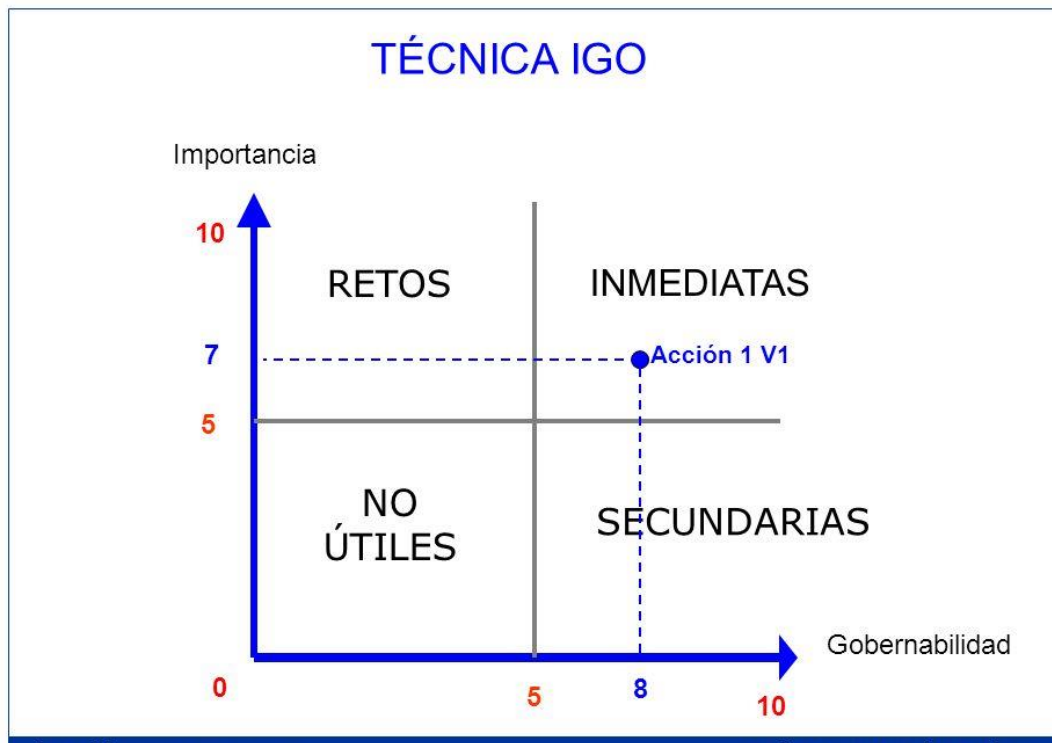 TÉCNICA IGO
Importancia
10
RETOS
INMEDIATAS
7
Acción 1 V1
5
NO
ÚTILES
SECUNDARIAS
Gobernabilidad
0
5
8
10